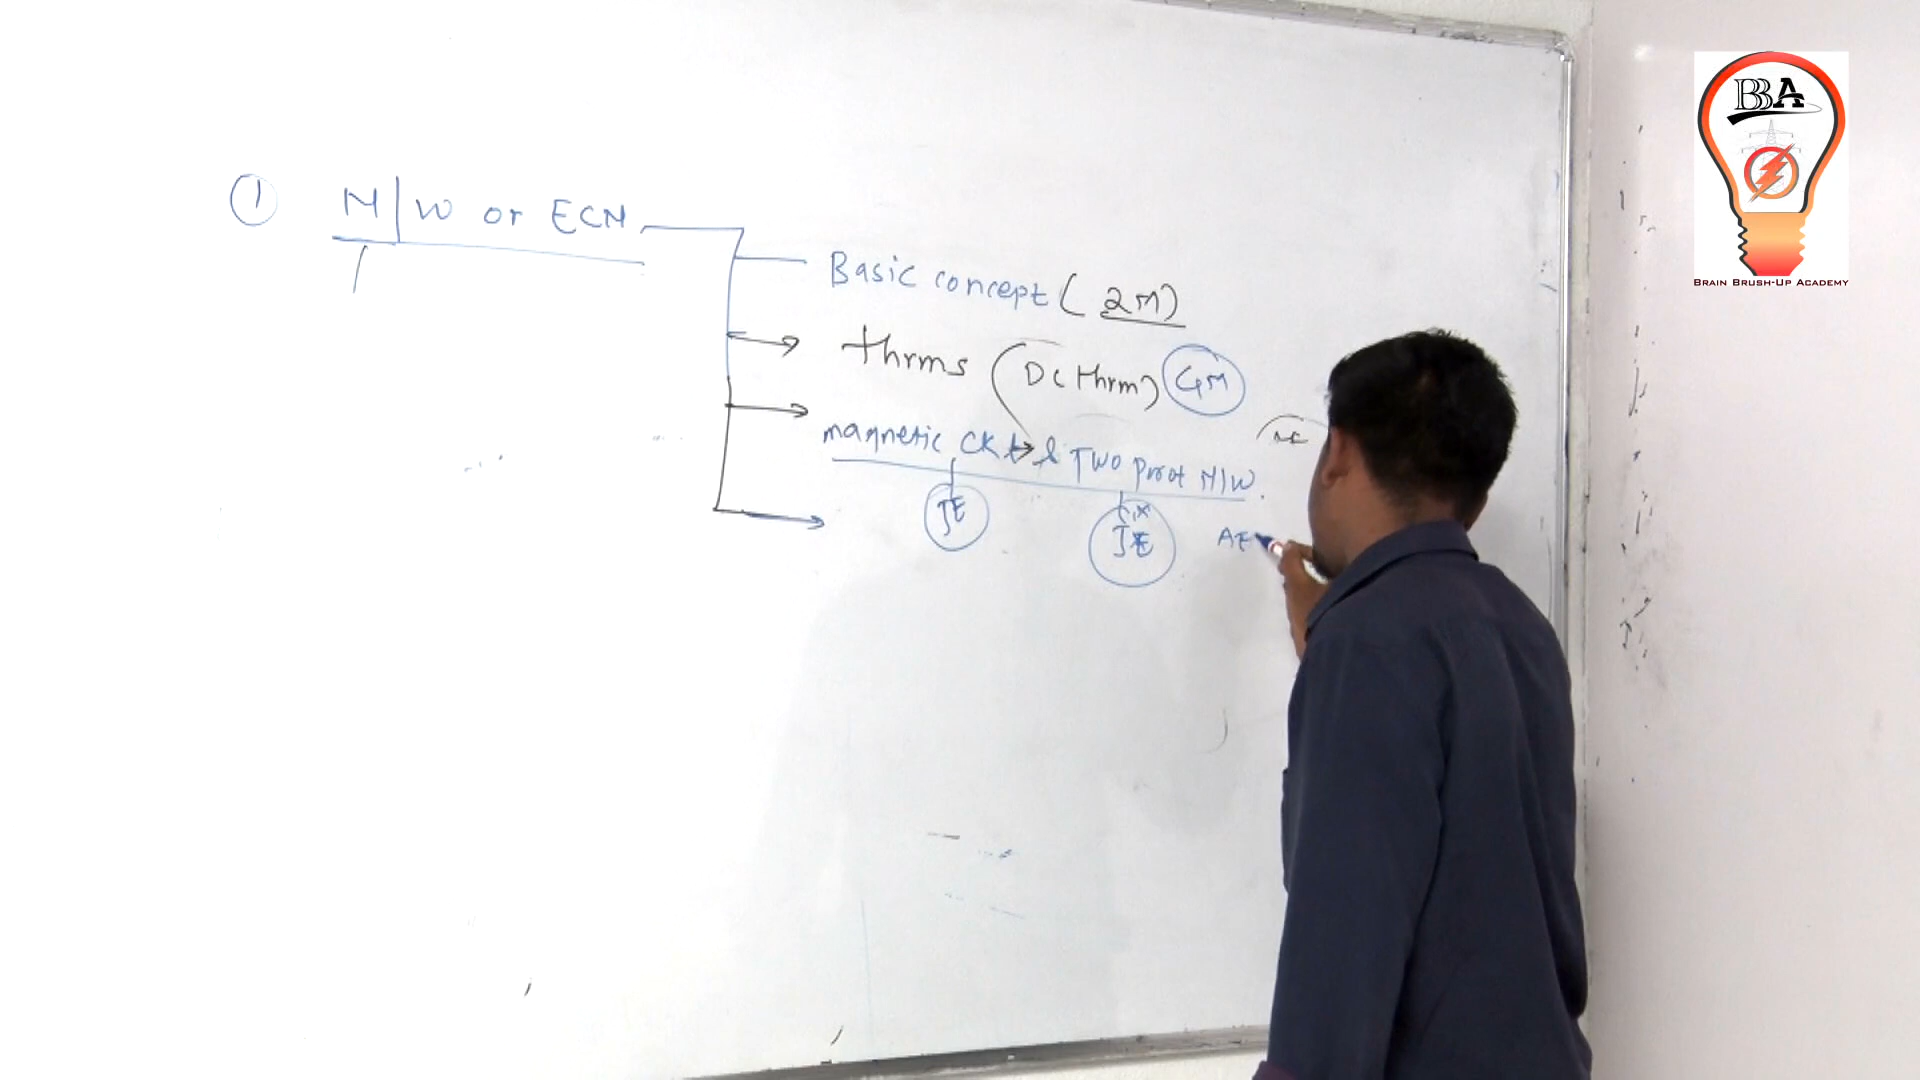 BBA
BRAIN BRUSH-UP ACADEMY
1 N/W or ECN
Basic concept (2M)
thrms (DC thrm) 4M
magnetic CKt & Two prot N/W.
JE JE AE